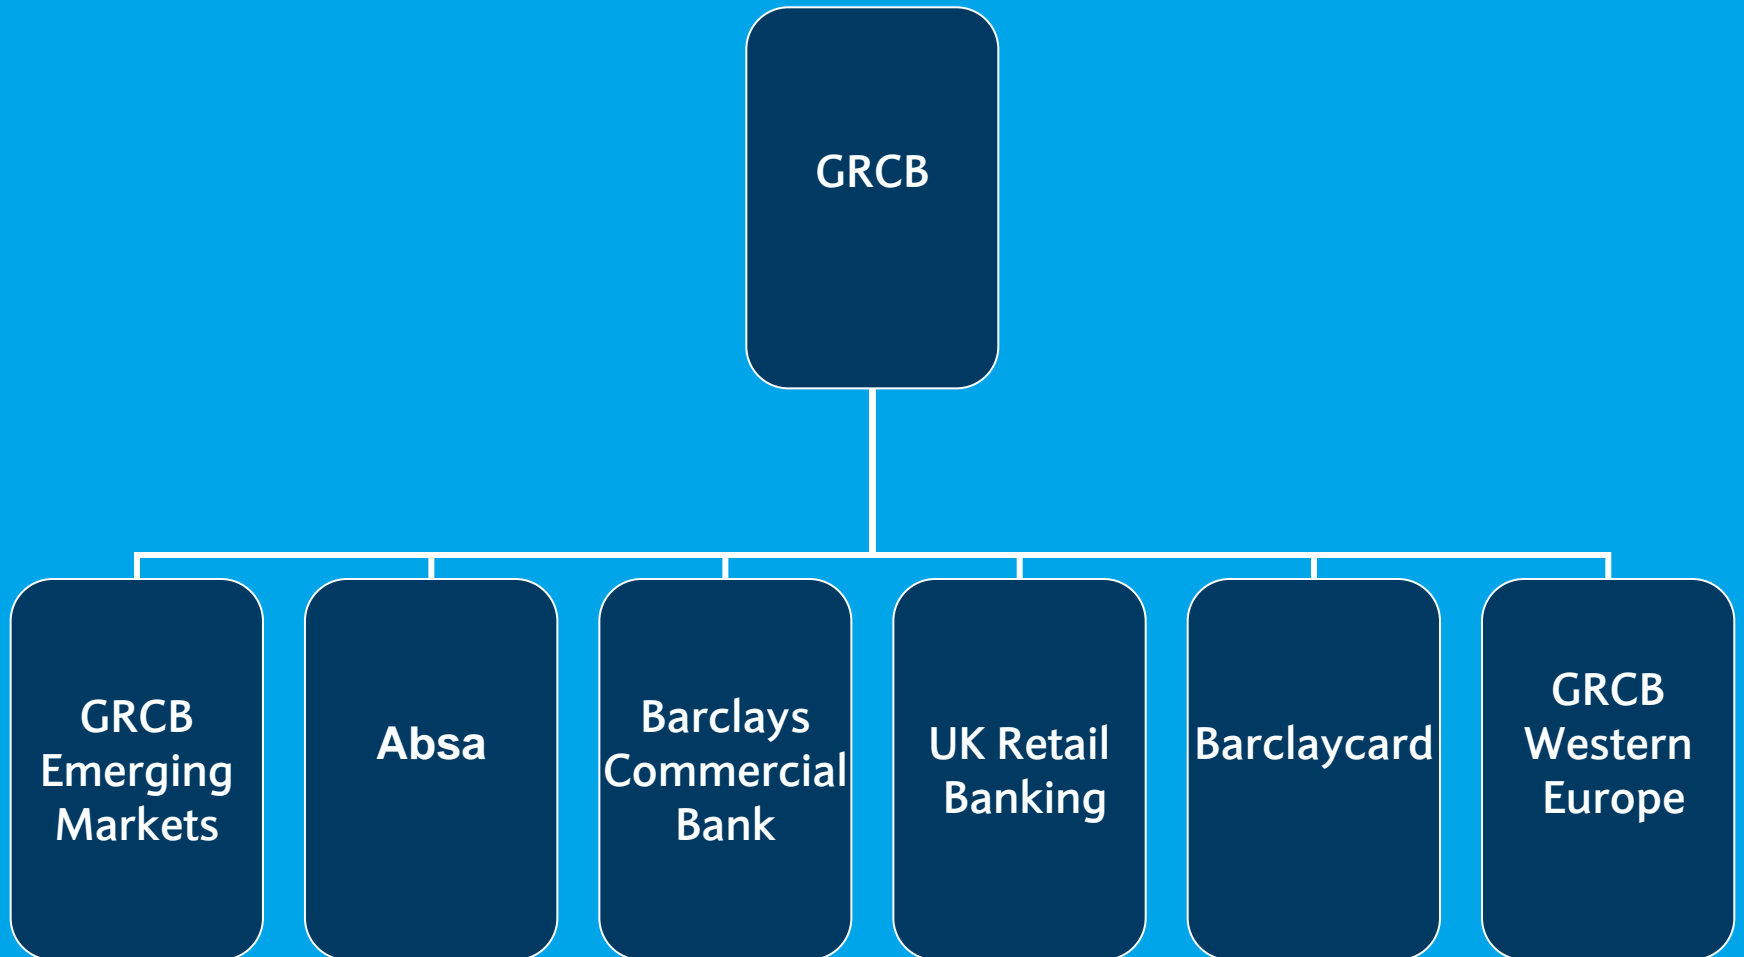 GRCB
GRCB
Emerging
Markets
Absa
Barclays
Commercial
Bank
UK Retail
Banking
Barclaycard
GRCB
Western
Europe